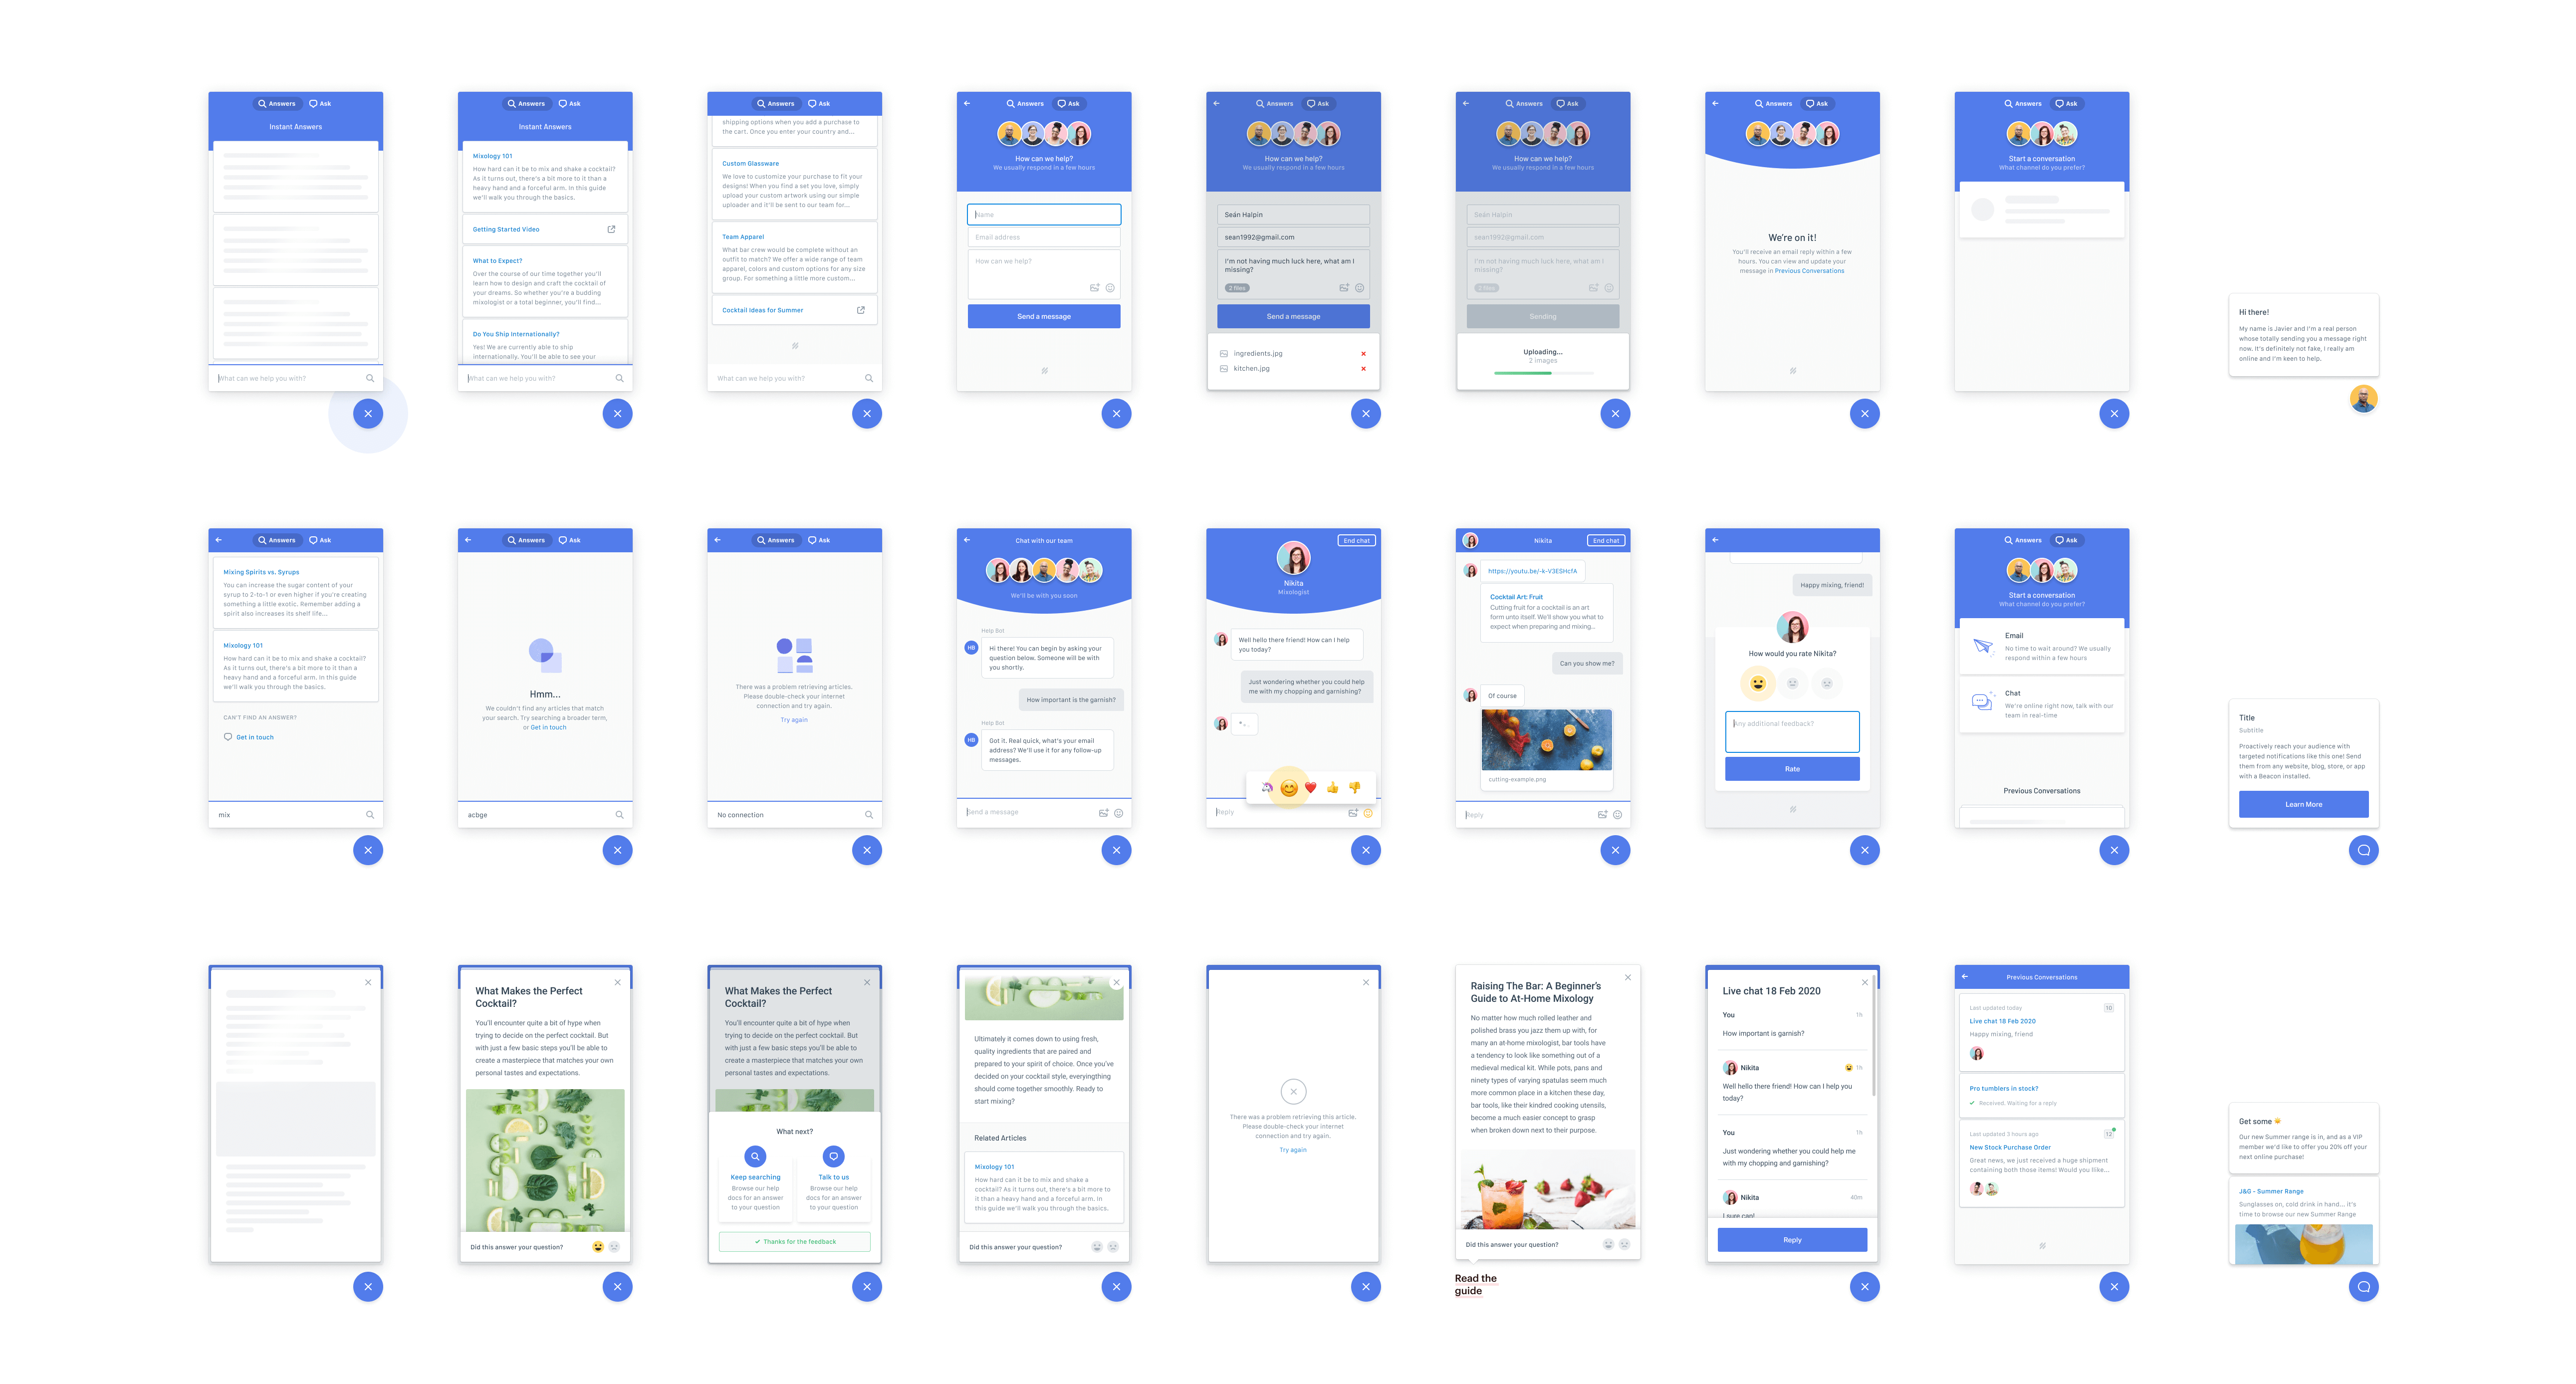 Answers
Ask
Instant Answers
What can we help you with?
Answers
Ask
Instant Answers
Mixology 101
How hard can it be to mix and shake a cocktail?
As it turns out, there's a bit more to it than a
heavy hand and a forceful arm. In this guide
we'll walk you through the basics.
Getting Started Video
What to Expect?
Over the course of our time together you'll
learn how to design and craft the cocktail of
your dreams. So whether you're a budding
mixologist or a total beginner, you'll find...
Do You Ship Internationally?
Yes! We are currently able to ship
internationally. You'll be able to see your
What can we help you with?
Answers
Ask
shipping options when you add a purchase to
the cart. Once you enter your country and...
Custom Glassware
We love to customize your purchase to fit your
designs! When you find a set you love, simply
upload your custom artwork using our simple
uploader and it'll be sent to our team for...
Team Apparel
What bar crew would be complete without an
outfit to match? We offer a wide range of team
apparel, colors and custom options for any size
group. For something a little more custom...
Cocktail Ideas for Summer
What can we help you with?
Answers
Ask
How can we help?
We usually respond in a few hours
Name
Email address
How can we help?
Send a message
Answers
Ask
How can we help?
We usually respond in a few hours
Seán Halpin
sean1992@gmail.com
I'm not having much luck here, what am I
missing?
2 files
Send a message
ingredients.jpg
kitchen.jpg
Answers
Ask
How can we help?
We usually respond in a few hours
Seán Halpin
sean1992@gmail.com
I'm not having much luck here, what am I
missing?
2 files
Sending
Uploading...
2 images
Answers
Ask
We're on it!
You'll receive an email reply within a few
hours. You can view and update your
message in Previous Conversations
Answers
Ask
Start a conversation
What channel do you prefer?
Hi there!
My name is Javier and I'm a real person
whose totally sending you a message right
now. It's definitely not fake, I really am
online and I'm keen to help.
Answers
Ask
Mixing Spirits vs. Syrups
You can increase the sugar content of your
syrup to 2-to-1 or even higher if you're creating
something a little exotic. Remember adding a
spirit also increases its shelf life...
Mixology 101
How hard can it be to mix and shake a cocktail?
As it turns out, there's a bit more to it than a
heavy hand and a forceful arm. In this guide
we'll walk you through the basics.
CAN'T FIND AN ANSWER?
Get in touch
mix
Answers
Ask
Hmm...
We couldn't find any articles that match
your search. Try searching a broader term,
or Get in touch
acbge
Answers
Ask
There was a problem retrieving articles.
Please double-check your internet
connection and try again.
Try again
No connection
Chat with our team
We'll be with you soon
Help Bot
HB
Hi there! You can begin by asking your
question below. Someone will be with
you shortly.
How important is the garnish?
Help Bot
HB
Got it. Real quick, what's your email
address? We'll use it for any follow-up
messages.
Send a message
End chat
Nikita
Mixologist
Well hello there friend! How can I help
you today?
Just wondering whether you could help
me with my chopping and garnishing?
Reply
Nikita
End chat
https://youtu.be/-k-V3ESHcfA
Cocktail Art: Fruit
Cutting fruit for a cocktail is an art
form unto itself. We'll show you what to
expect when preparing and mixing...
Can you show me?
Of course
cutting-example.png
Reply
Happy mixing, friend!
How would you rate Nikita?
Any additional feedback?
Rate
Answers
Ask
Start a conversation
What channel do you prefer?
Email
No time to wait around? We usually
respond within a few hours
Chat
We're online right now, talk with our
team in real-time
Previous Conversations
Title
Subtitle
Proactively reach your audience with
targeted notifications like this one! Send
them from any website, blog, store, or app
with a Beacon installed.
Learn More
What Makes the Perfect
Cocktail?
You'll encounter quite a bit of hype when
trying to decide on the perfect cocktail. But
with just a few basic steps you'll be able to
create a masterpiece that matches your own
personal tastes and expectations.
Did this answer your question?
What Makes the Perfect
Cocktail?
You'll encounter quite a bit of hype when
trying to decide on the perfect cocktail. But
with just a few basic steps you'll be able to
create a masterpiece that matches your own
personal tastes and expectations.
What next?
Keep searching
Browse our help
docs for an answer
to your question
Talk to us
Browse our help
docs for an answer
to your question
Thanks for the feedback
Ultimately it comes down to using fresh,
quality ingredients that are paired and
prepared to your spirit of choice. Once you've
decided on your cocktail style, everyingthing
should come together smoothly. Ready to
start mixing?
Related Articles
Mixology 101
How hard can it be to mix and shake a
cocktail? As it turns out, there's a bit more to
it than a heavy hand and a forceful arm. In
this guide we'll walk you through the basics.
Did this answer your question?
There was a problem retrieving this article.
Please double-check your internet
connection and try again.
Try again
Raising The Bar: A Beginner's
Guide to At-Home Mixology
No matter how much rolled leather and
polished brass you jazz them up with, for
many an at-home mixologist, bar tools have
a tendency to look like something out of a
medieval medical kit. While pots, pans and
ninety types of varying spatulas seem much
more common place in a kitchen these day,
bar tools, like their kindred cooking utensils,
become a much easier concept to grasp
when broken down next to their purpose.
Did this answer your question?
Read the
guide
Live chat 18 Feb 2020
You
1h
How important is garnish?
Nikita
1h
Well hello there friend! How can I help you
today?
You
1h
Just wondering whether you could help me
with my chopping and garnishing?
Nikita
40m
I sure can!
Reply
Previous Conversations
Last updated today
10
Live chat 18 Feb 2020
Happy mixing, friend
Pro tumblers in stock?
Received. Waiting for a reply
Last updated 3 hours ago
12
New Stock Purchase Order
Great news, we just received a huge shipment
containing both those items! Would you like...
Get some
Our new Summer range is in, and as a VIP
member we'd like to offer you 20% off your
next online purchase!
J&G - Summer Range
Sunglasses on, cold drink in hand... it's
time to browse our new Summer Range